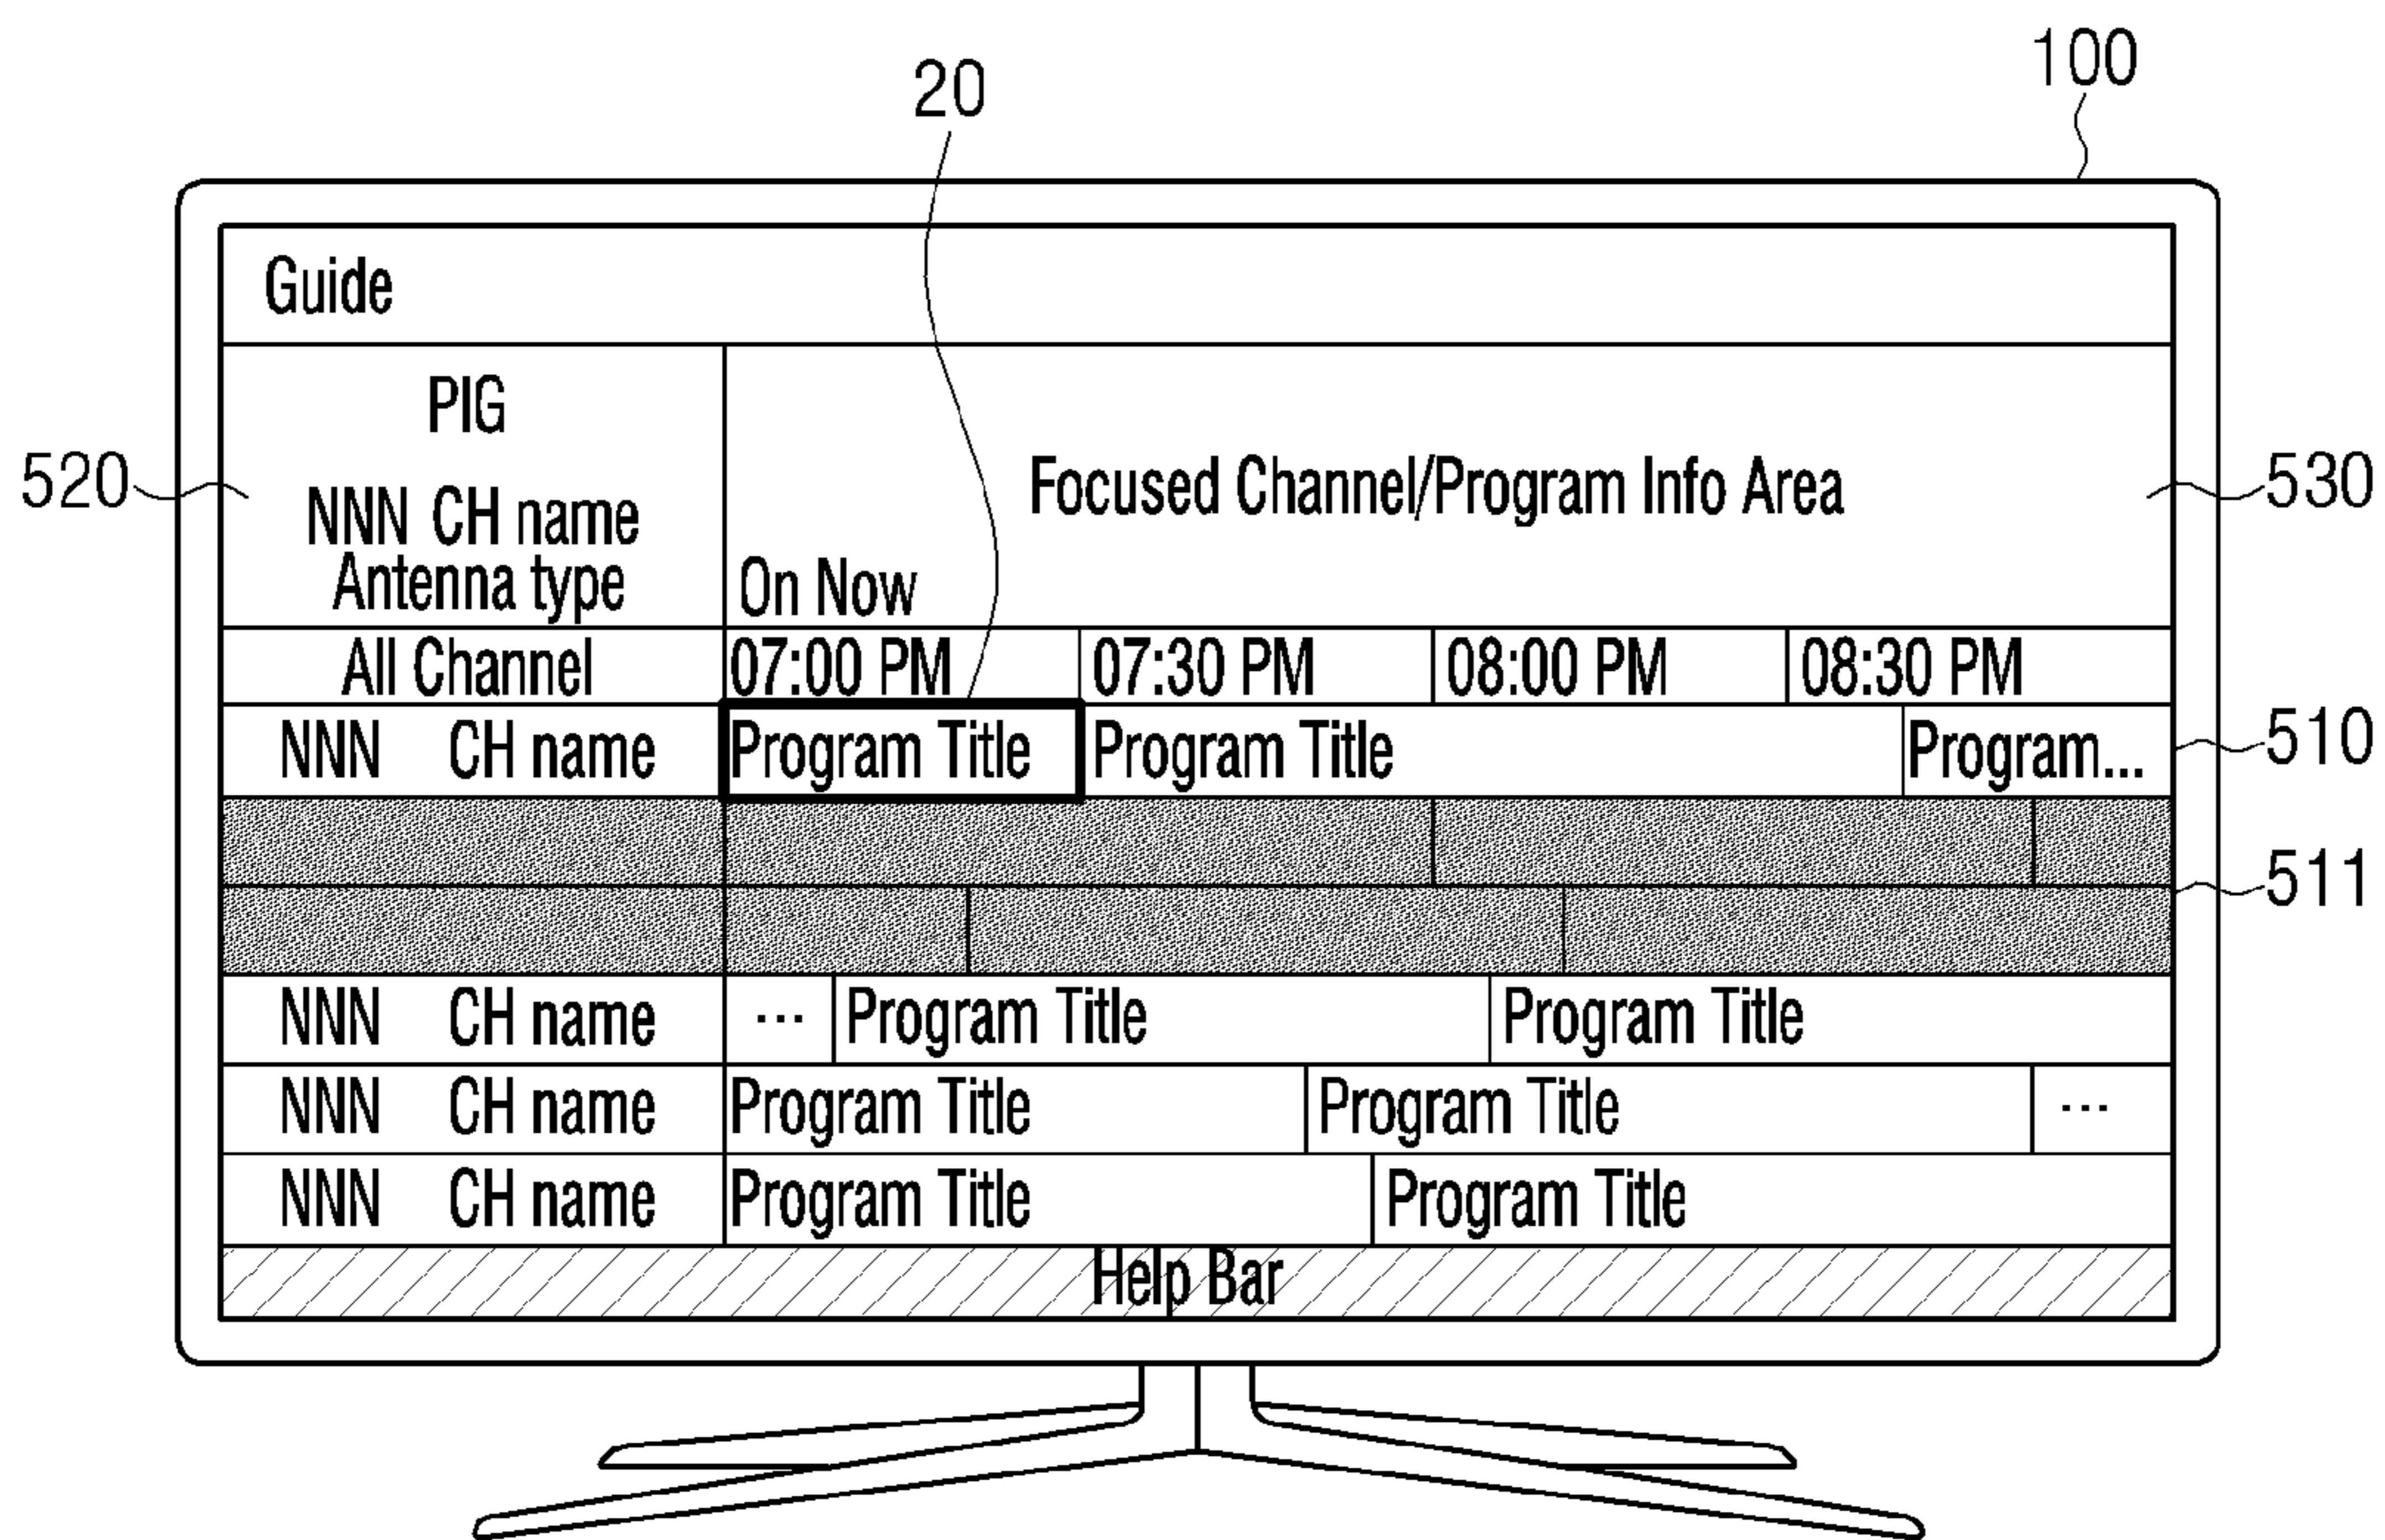 100
20
Guide
PIG
520
NNN CH name
Antenna type
Focused Channel/Program Info Area
530
On Now
All Channel 07:00 PM 07:30 PM 08:00 PM 08:30 PM
NNN CH name Program Title Program Title Program...
510
511
NNN CH name ... Program Title Program Title
NNN CH name Program Title Program Title ...
NNN CH name Program Title Program Title
Help Bar